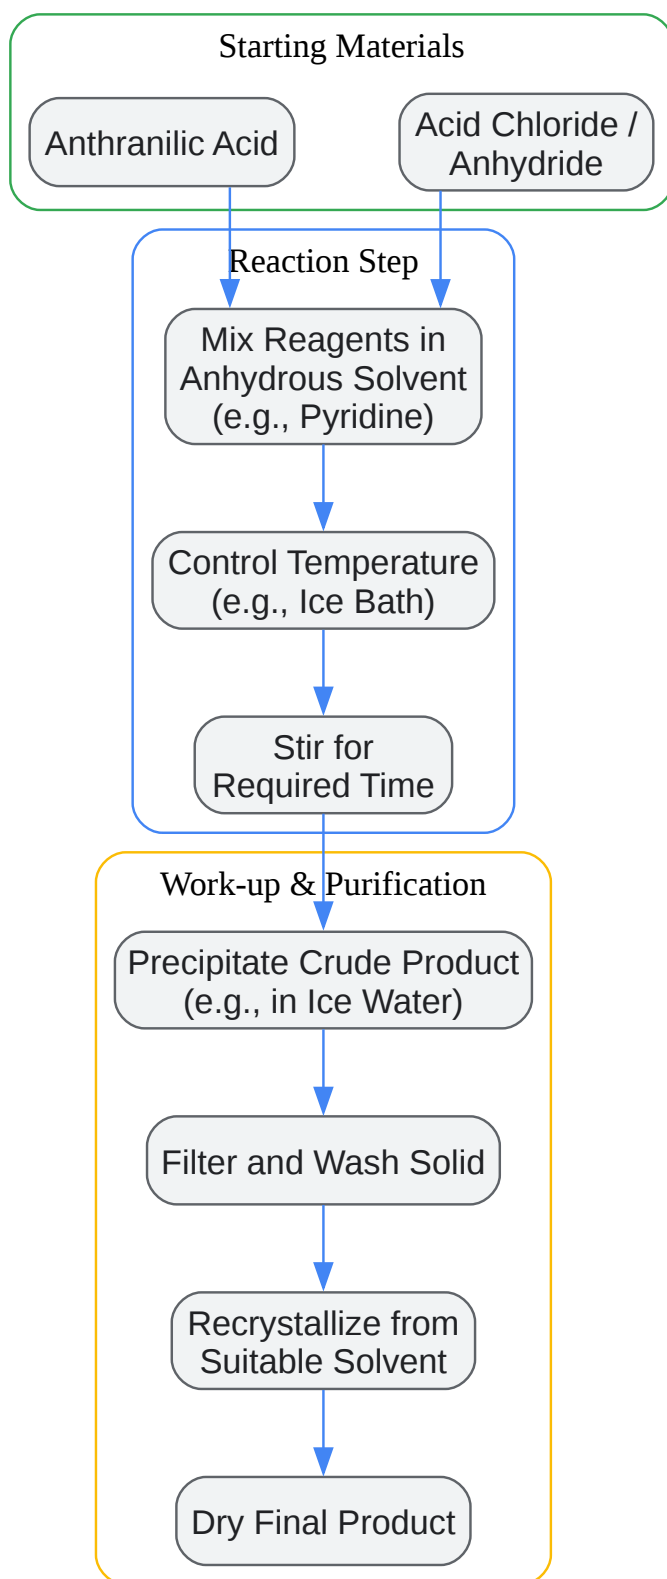 Starting Materials
Anthranilic Acid
Acid Chloride /
Anhydride
Reaction Step
Mix Reagents in
Anhydrous Solvent
(e.g., Pyridine)
Control Temperature
(e.g., Ice Bath)
Stir for
Required Time
Work-up & Purification
Precipitate Crude Product
(e.g., in Ice Water)
Filter and Wash Solid
Recrystallize from
Suitable Solvent
Dry Final Product